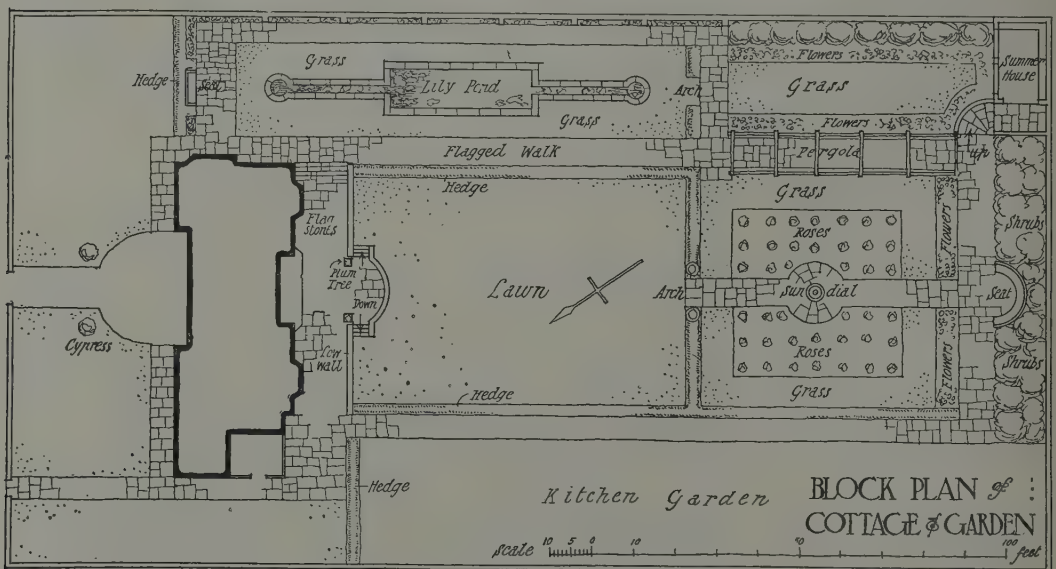 Hedge
Seat
Grass
Lily Pond
Grass
Arch
Flowers
Grass
Flowers
Summer
House
Flagged Walk
Pergola
up
Hedge
Flag
stones
Plum
Tree
Down
Low
wall
Lawn
Arch
Grass
Roses
Sun dial
Roses
Grass
Flowers
Flowers
Seat
Shrubs
Shrubs
Cypress
Hedge
Hedge
Kitchen Garden
BLOCK PLAN of :
COTTAGE & GARDEN
Scale 10 5 0 10 50 100 feet